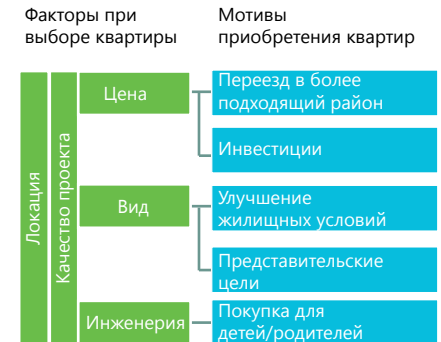 Факторы при
выборе квартиры
Мотивы
приобретения квартир
Локация
Качество проекта
Цена
Переезд в более
подходящий район
Инвестиции
Вид
Улучшение
жилищных условий
Представительские
цели
Инженерия
Покупка для
детей/родителей